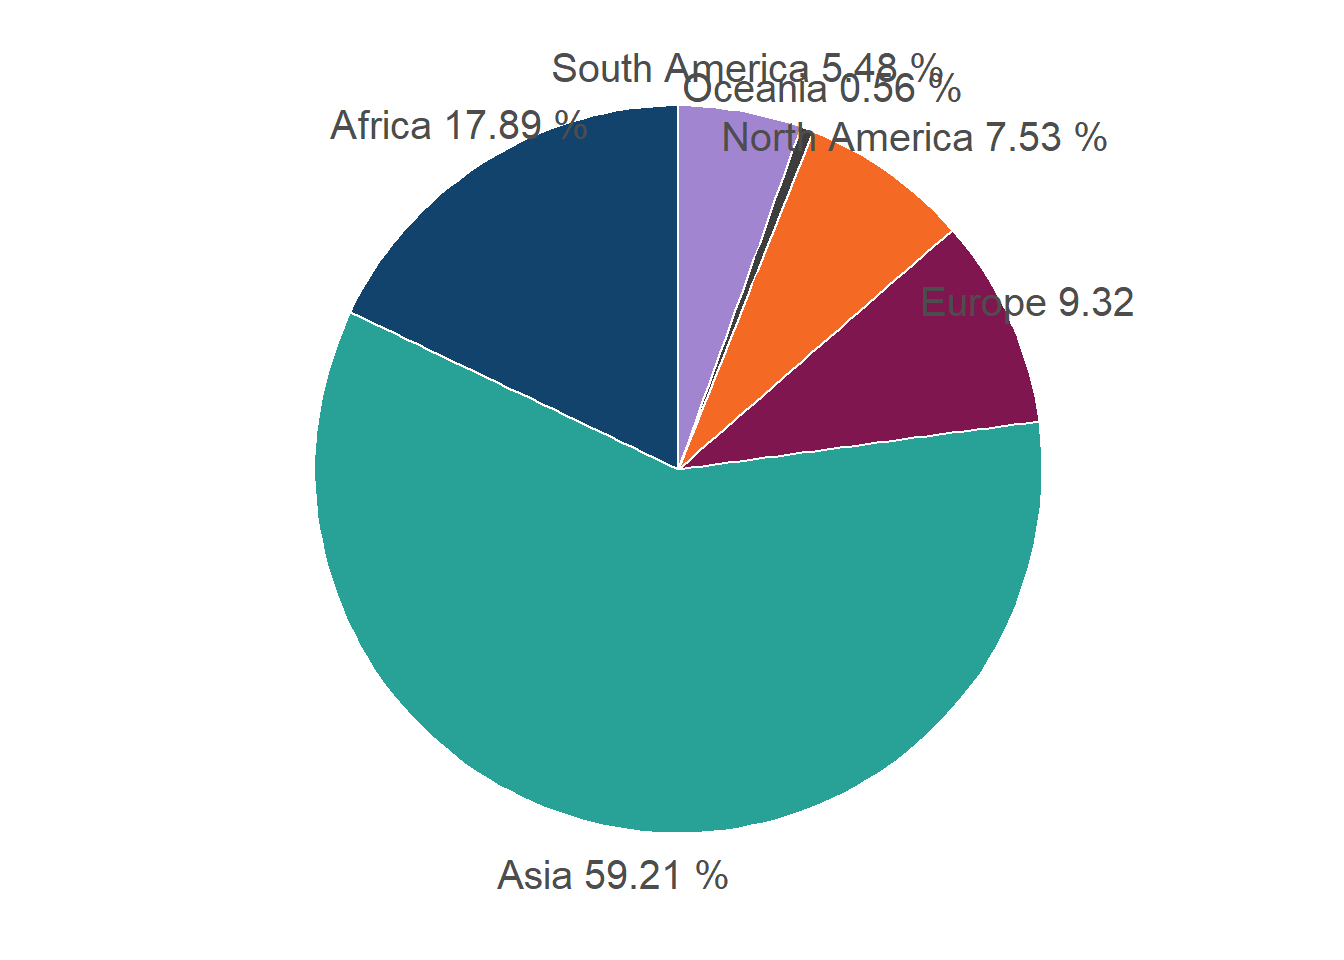 South America 5.48 %
Oceania 0.56 %
Africa 17.89 %
North America 7.53 %
Europe 9.32
Asia 59.21 %